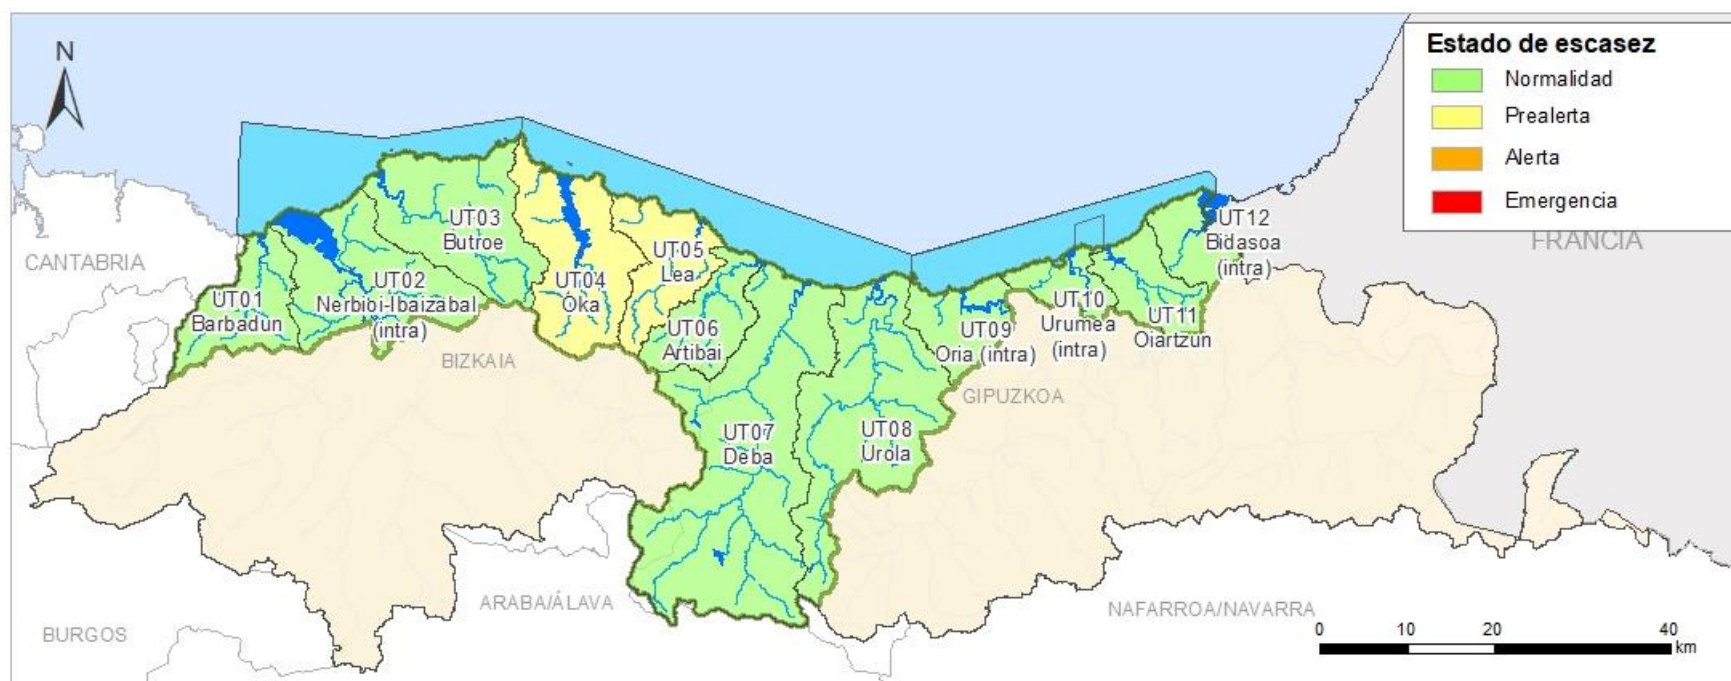 N
Estado de escasez
Normalidad
Prealerta
Alerta
Emergencia
FRANCIA
CANTABRIA
UT01
Barbadun
UT02
Nerbioi-Ibaizabal
(intra)
UT03
Butroe
UT04
Oka
UT05
Lea
UT06
Artibai
UT07
Deba
UT08
Urola
UT09
Oria (intra)
UT10
Urumea
(intra)
UT11
Oiartzun
UT12
Bidasoa
(intra)
BIZKAIA
GIPUZKOA
ARABA/ÁLAVA
BURGOS
NAFARROA/NAVARRA
0 10 20 40
km